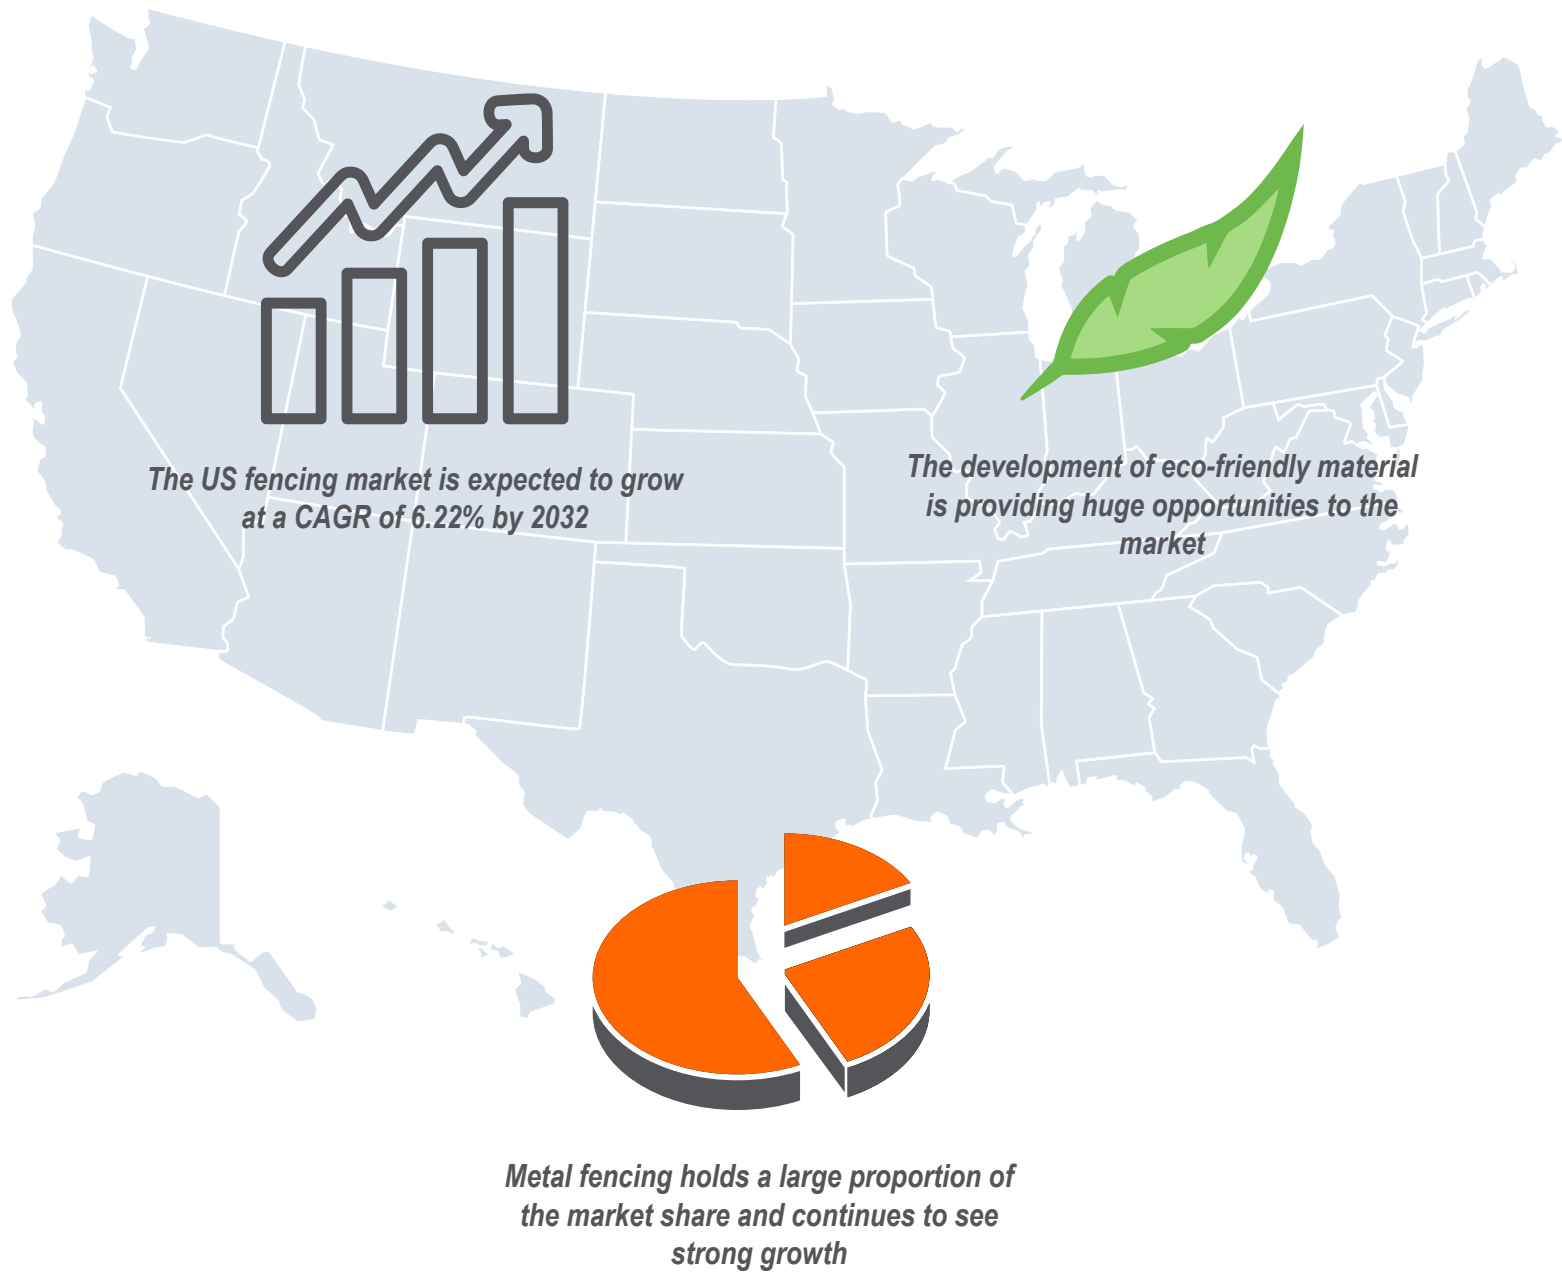 The US fencing market is expected to grow
at a CAGR of 6.22% by 2032
The development of eco-friendly material
is providing huge opportunities to the
market
Metal fencing holds a large proportion of
the market share and continues to see
strong growth